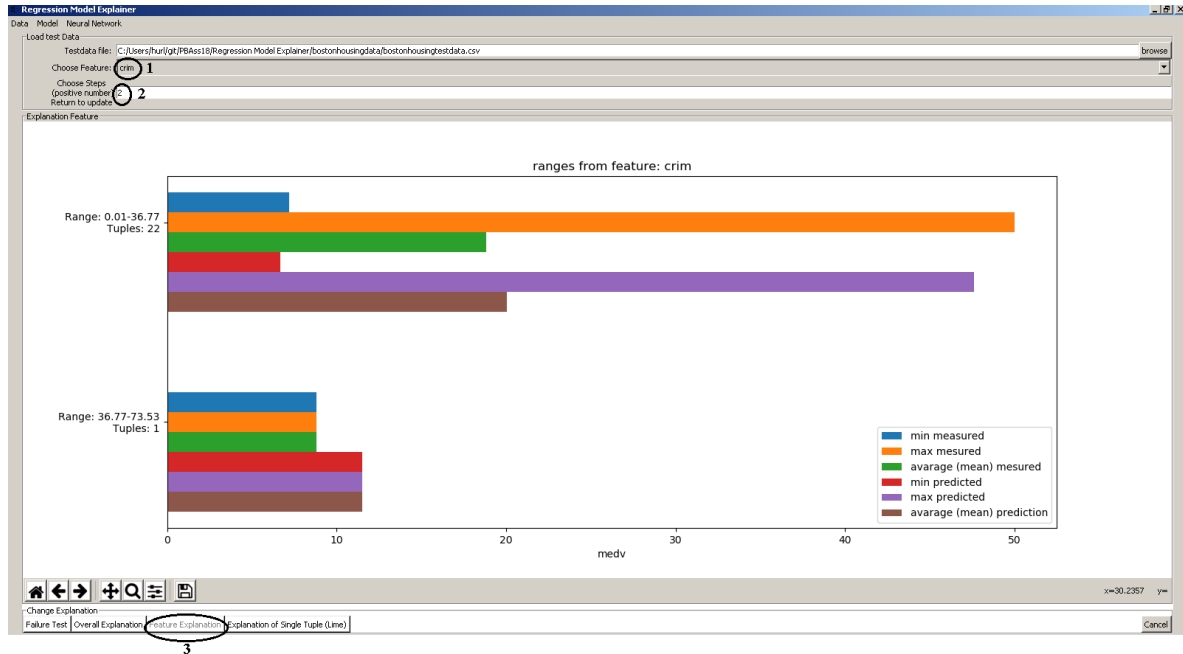 Regression Model Explainer
Data Model Neural Network
Load test Data
Testdata file: C:/Users/hurl/git/PBAss18/Regression Model Explainer/bostonhousingdata/bostonhousingtestdata.csv browse
Choose Feature: crim 1
Choose Steps
(positive number) 2 2
Return to update
Explanation Feature
ranges from feature: crim
Range: 0.01-36.77
Tuples: 22
Range: 36.77-73.53
Tuples: 1
min measured
max mesured
avarage (mean) mesured
min predicted
max predicted
avarage (mean) prediction
0 10 20 30 40 50
medv
x=30.2357 y=
Change Explanation
Failure Test Overall Explanation Feature Explanation Explanation of Single Tuple (Lime) Cancel
3